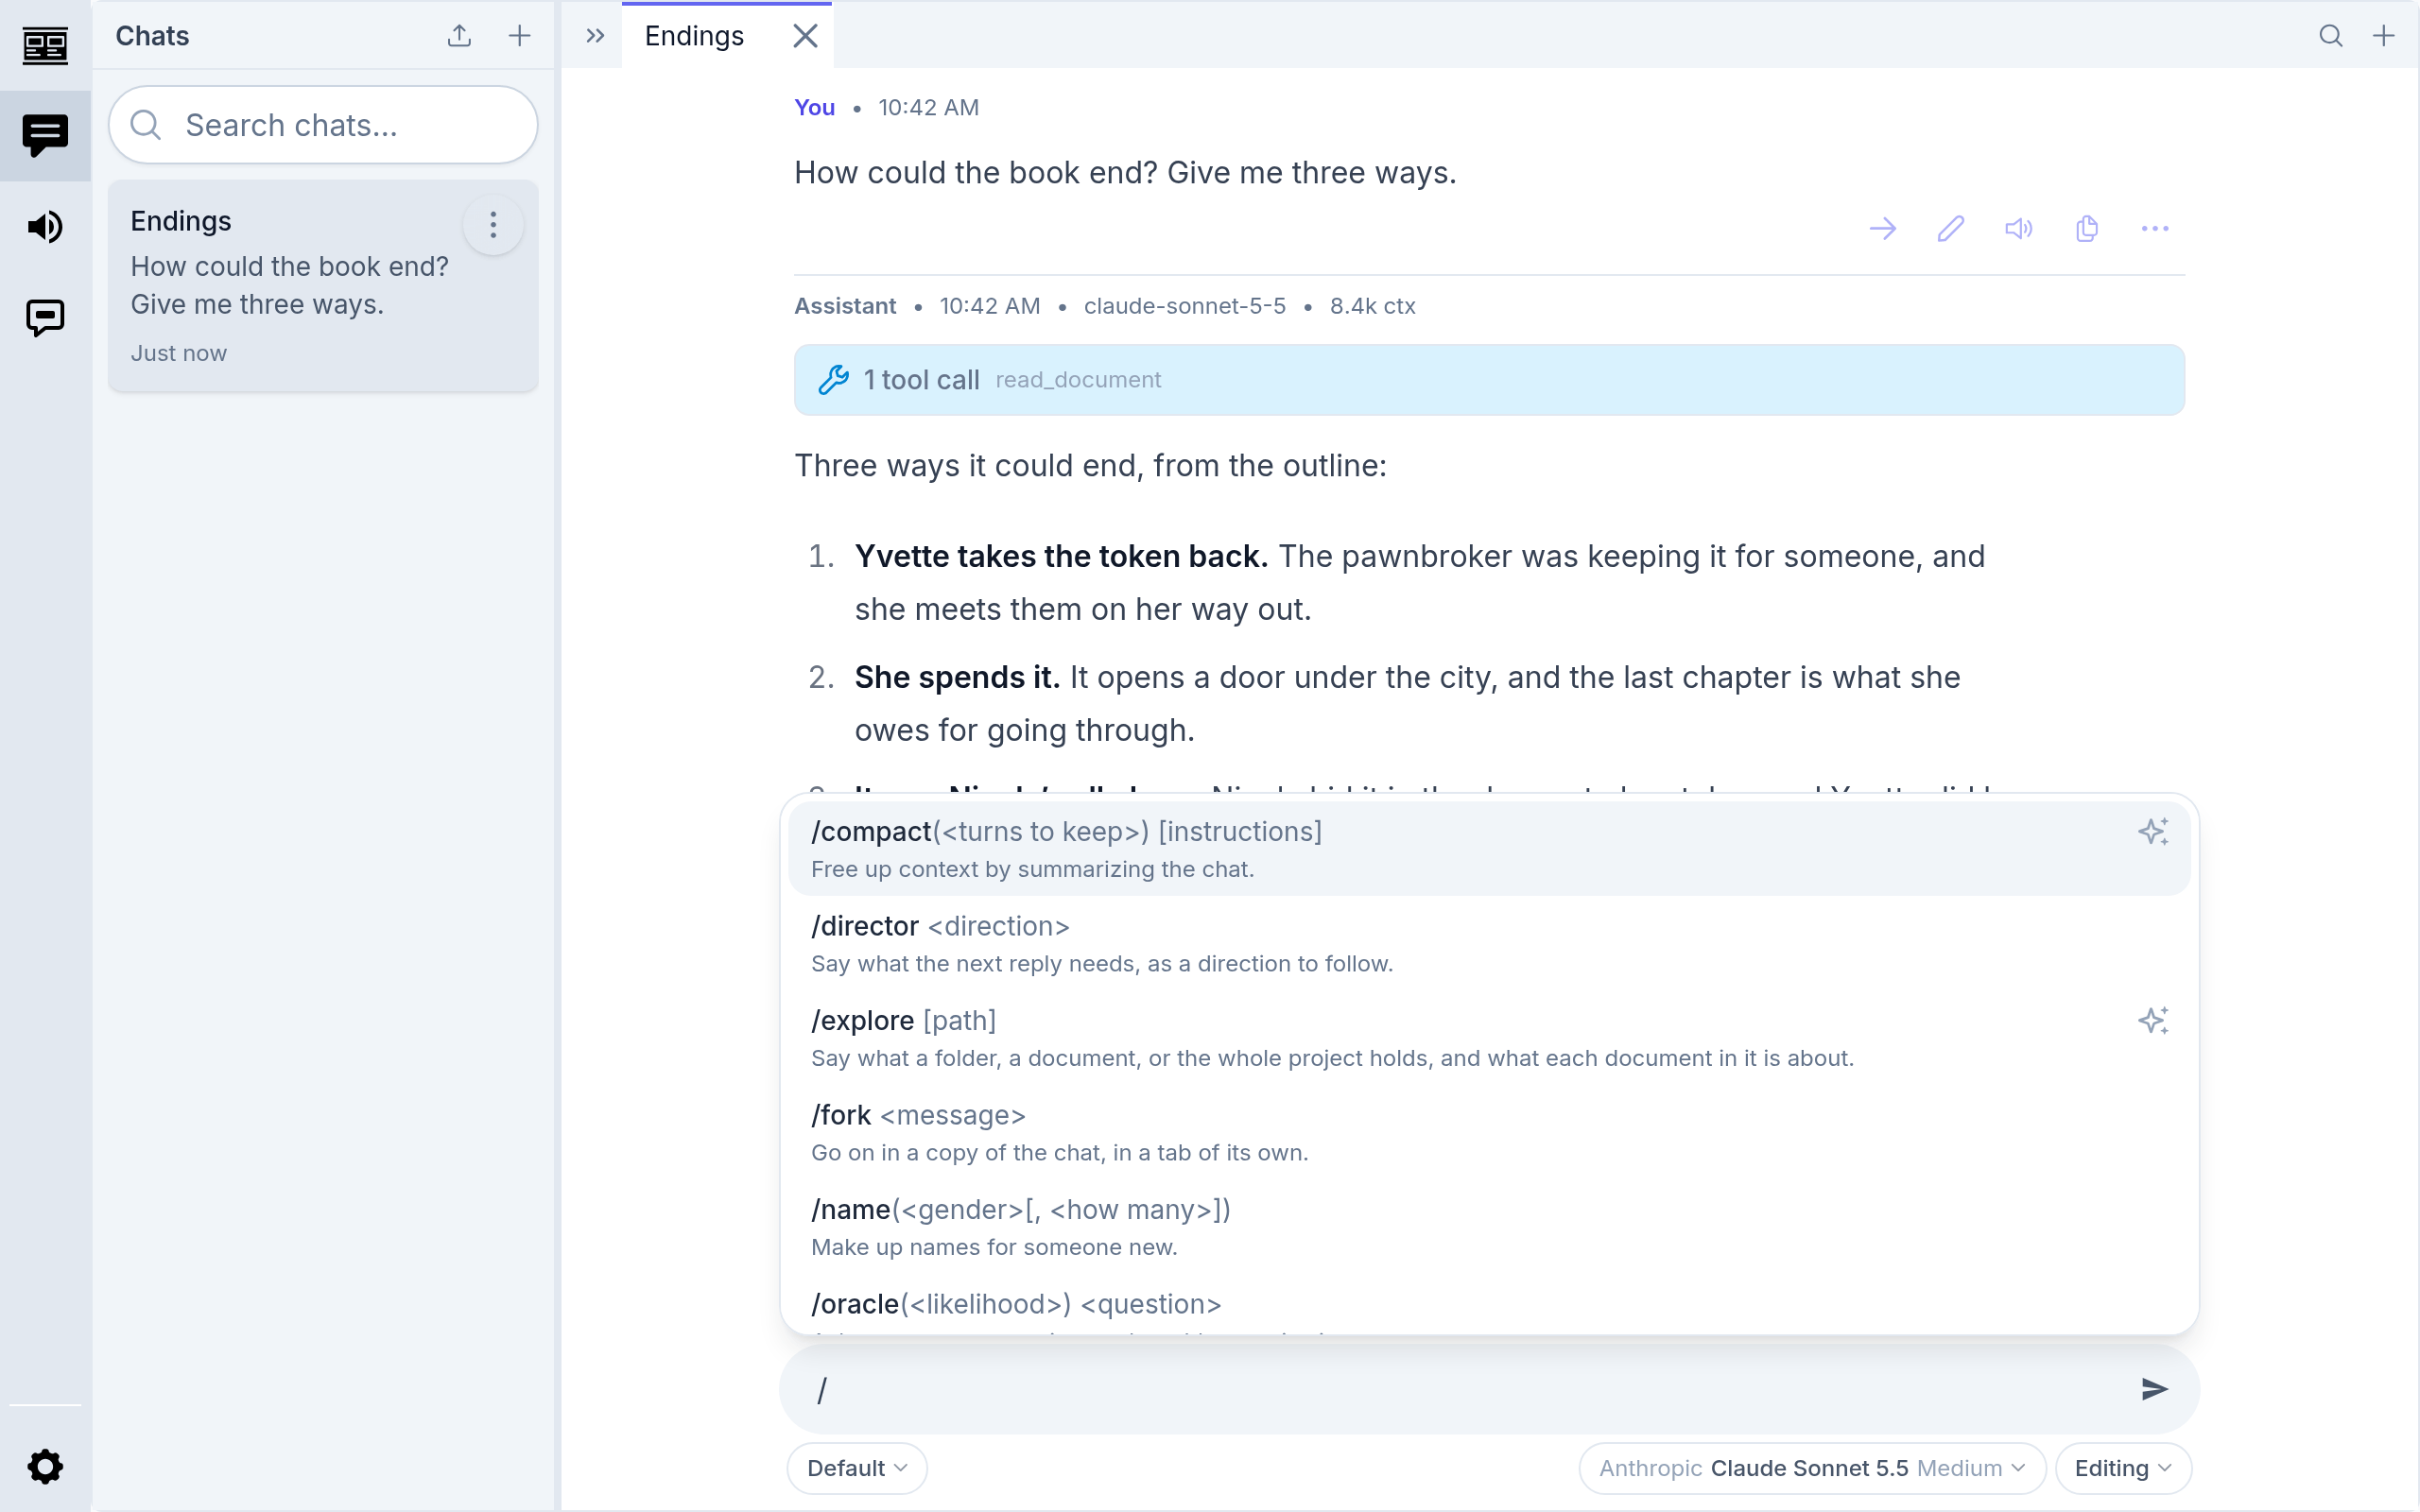 Chats
Search chats...
Endings
How could the book end?
Give me three ways.
Just now
Endings
You • 10:42 AM
How could the book end? Give me three ways.
Assistant • 10:42 AM • claude-sonnet-5-5 • 8.4k ctx
1 tool call read_document
Three ways it could end, from the outline:
1. Yvette takes the token back. The pawnbroker was keeping it for someone, and
she meets them on her way out.
2. She spends it. It opens a door under the city, and the last chapter is what she
owes for going through.
/compact(<turns to keep>) [instructions]
Free up context by summarizing the chat.
/director <direction>
Say what the next reply needs, as a direction to follow.
/explore [path]
Say what a folder, a document, or the whole project holds, and what each document in it is about.
/fork <message>
Go on in a copy of the chat, in a tab of its own.
/name(<gender>[, <how many>])
Make up names for someone new.
/oracle(<likelihood>) <question>
/
Default
Anthropic Claude Sonnet 5.5 Medium
Editing